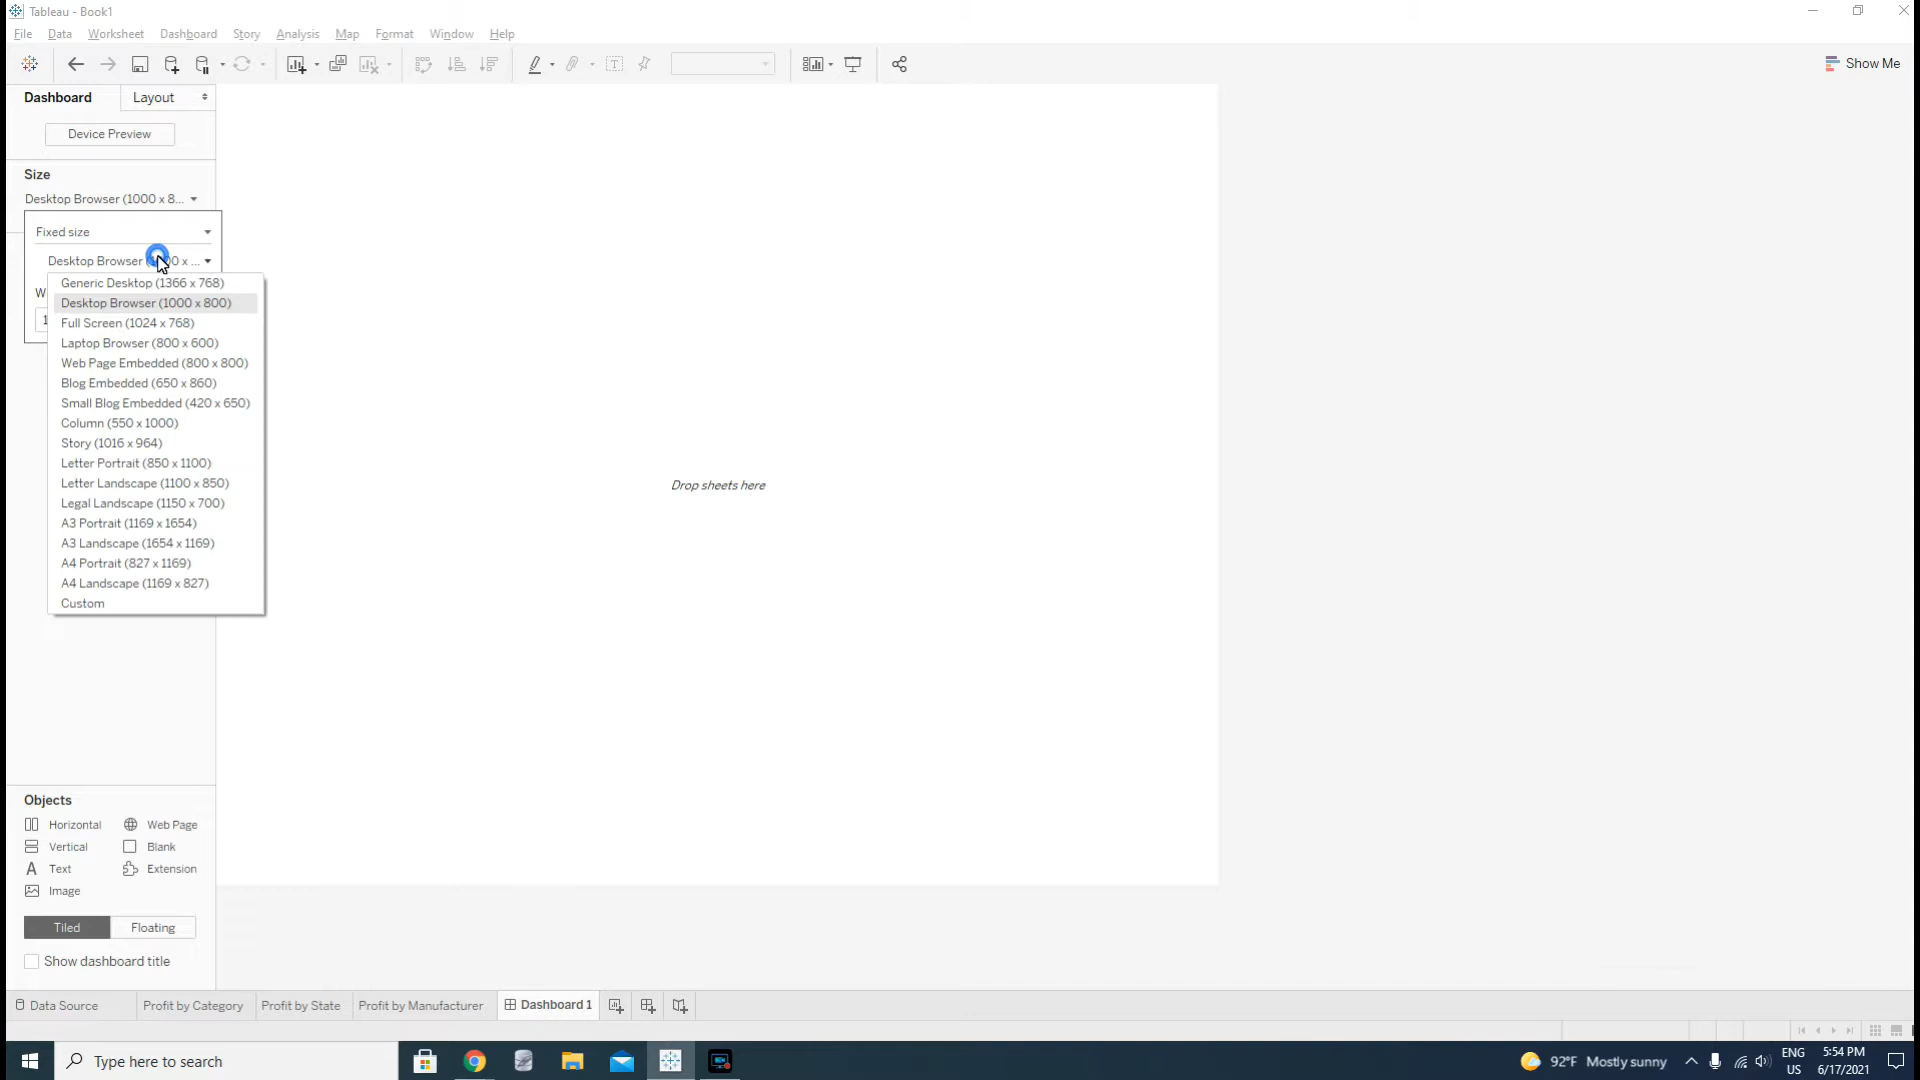 Tableau - Book1
File Data Worksheet Dashboard Story Analysis Map Format Window Help
Show Me
Dashboard Layout
Device Preview
Size
Desktop Browser (1000 x 8...
Fixed size
Desktop Browser (1000 x ...
Generic Desktop (1366 x 768)
Desktop Browser (1000 x 800)
Full Screen (1024 x 768)
Laptop Browser (800 x 600)
Web Page Embedded (800 x 800)
Blog Embedded (650 x 860)
Small Blog Embedded (420 x 650)
Column (550 x 1000)
Story (1016 x 964)
Letter Portrait (850 x 1100)
Letter Landscape (1100 x 850)
Legal Landscape (1150 x 700)
A3 Portrait (1169 x 1654)
A3 Landscape (1654 x 1169)
A4 Portrait (827 x 1169)
A4 Landscape (1169 x 827)
Custom
Drop sheets here
Objects
Horizontal Web Page
Vertical Blank
Text Extension
Image
Tiled Floating
Show dashboard title
Data Source Profit by Category Profit by State Profit by Manufacturer Dashboard 1
Type here to search
92°F Mostly sunny
ENG
US
5:54 PM
6/17/2021